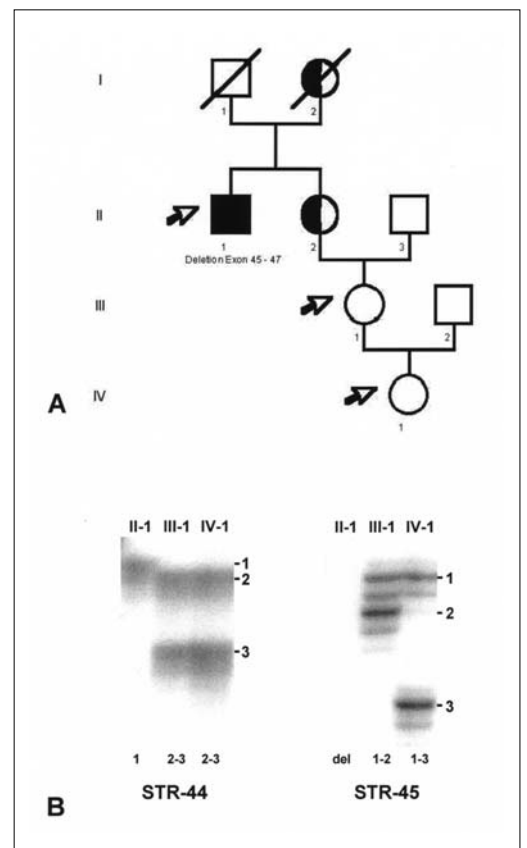 I
1 2
II
1 2 3
Deletion Exon 45 - 47
III
1 2
A IV
1
II-1 III-1 IV-1 II-1 III-1 IV-1
-1 -1
-2
-2
-3
-3
1 2-3 2-3 del 1-2 1-3
B STR-44 STR-45